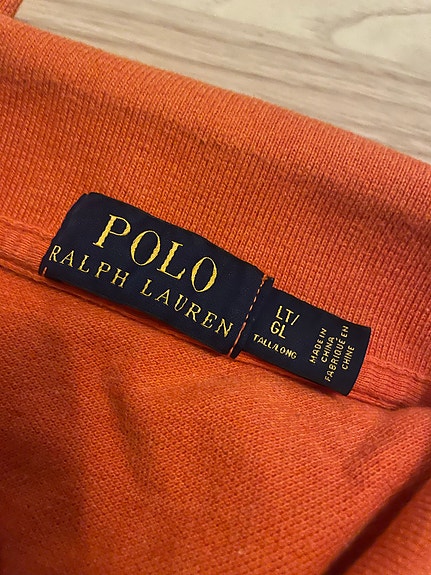 POLO
RALPH LAUREN
LT/
GL
TALL/LONG
MADE IN
CHINA
FABRIQUÉ EN
CHINE